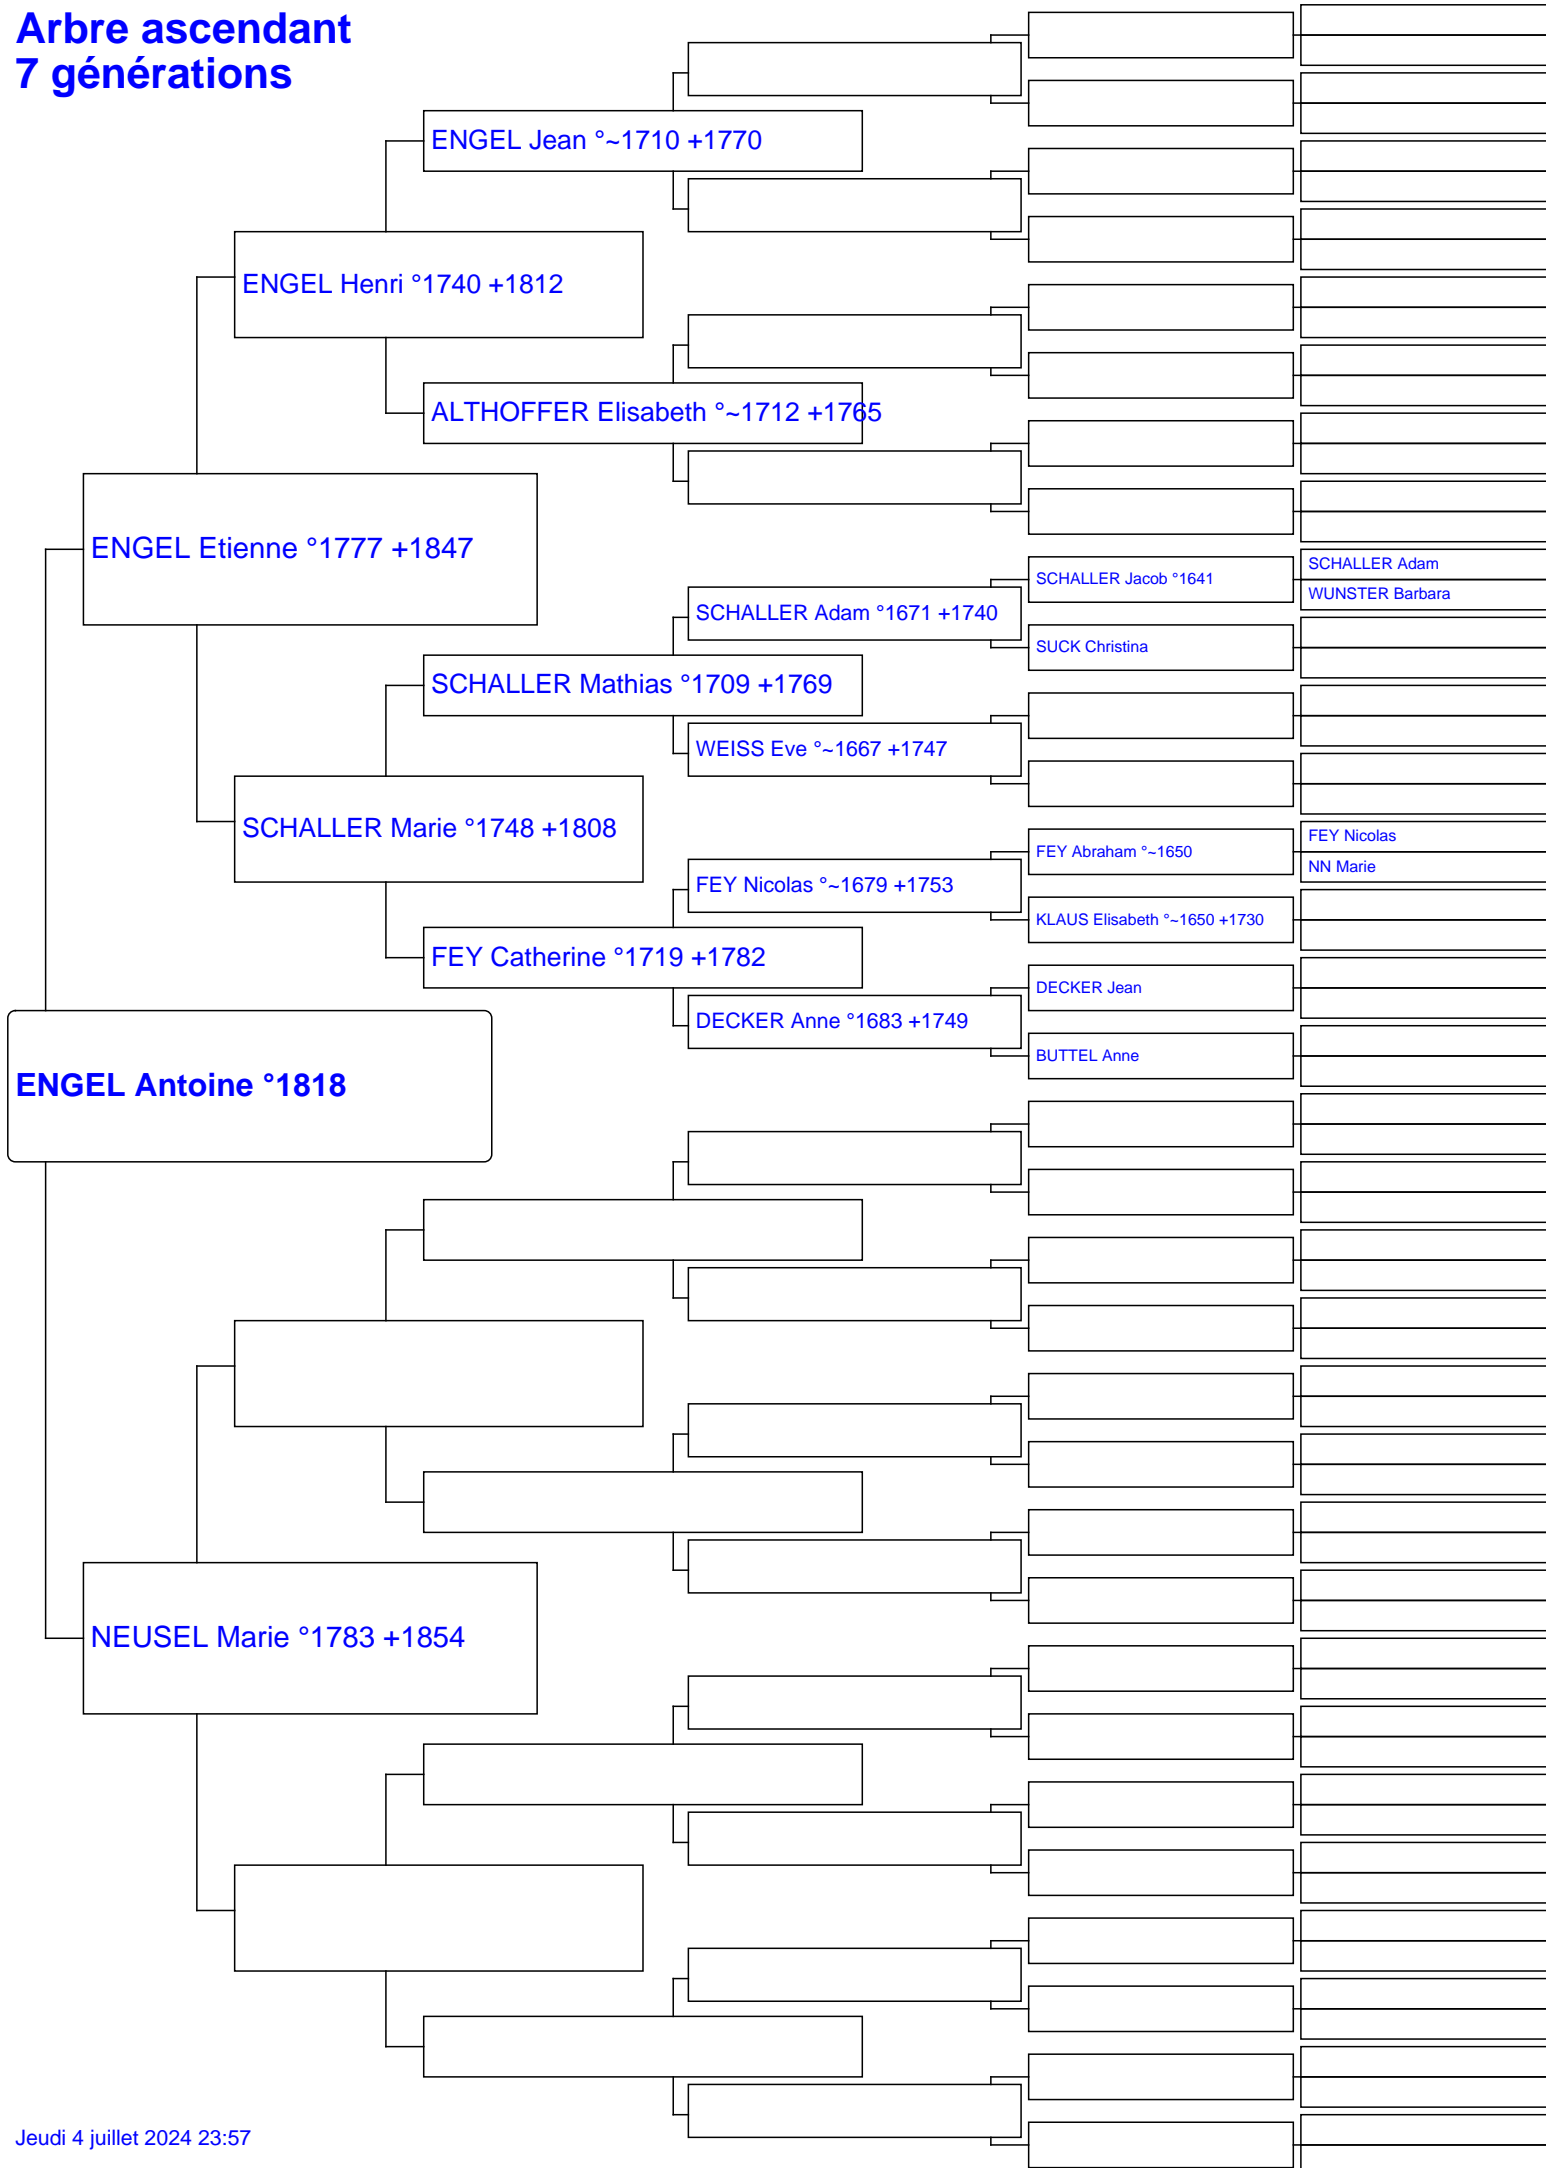 Arbre ascendant
7 générations
ENGEL Jean °~1710 +1770
ENGEL Henri °1740 +1812
ALTHOFFER Elisabeth °~1712 +1765
ENGEL Etienne °1777 +1847
SCHALLER Jacob °1641
SCHALLER Adam
WUNSTER Barbara
SCHALLER Adam °1671 +1740
SUCK Christina
SCHALLER Mathias °1709 +1769
WEISS Eve °~1667 +1747
SCHALLER Marie °1748 +1808
FEY Abraham °~1650
FEY Nicolas
NN Marie
FEY Nicolas °~1679 +1753
KLAUS Elisabeth °~1650 +1730
FEY Catherine °1719 +1782
DECKER Jean
DECKER Anne °1683 +1749
BUTTEL Anne
ENGEL Antoine °1818
NEUSEL Marie °1783 +1854
Jeudi 4 juillet 2024 23:57